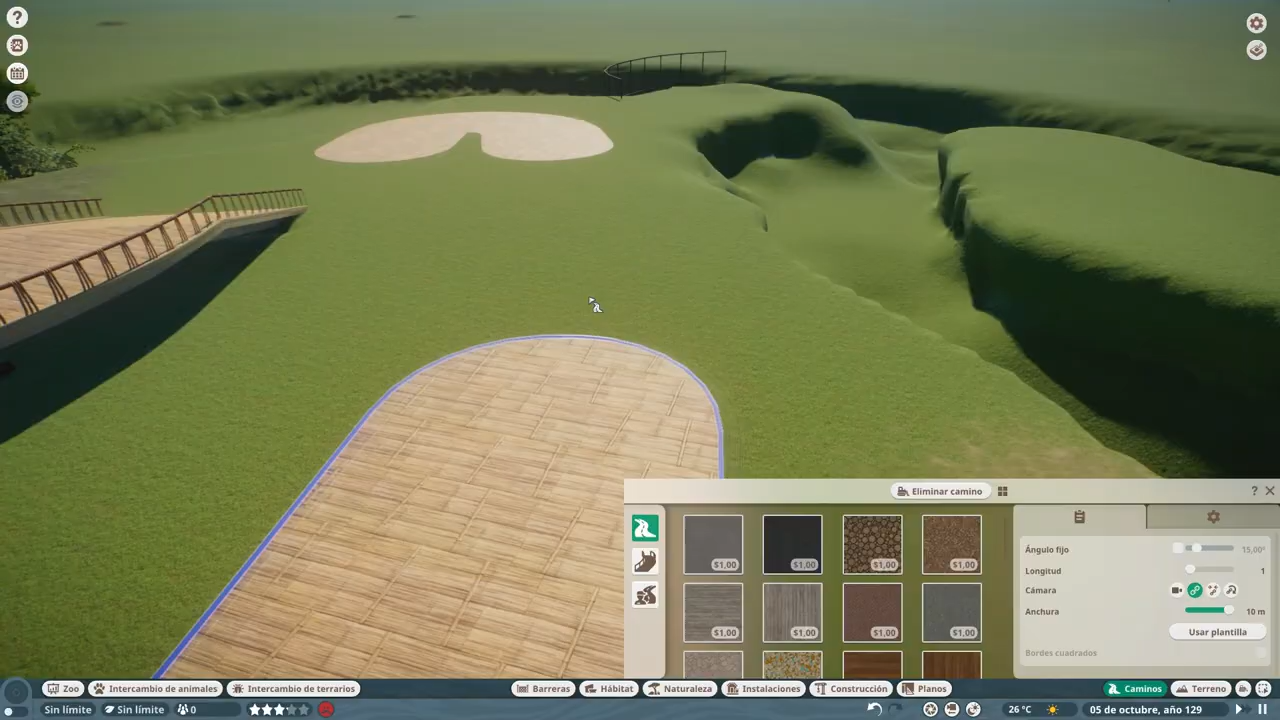 ?
Eliminar camino
? ×
$1,00 $1,00 $1,00 $1,00
$1,00 $1,00 $1,00 $1,00
Ángulo fijo 15,00°
Longitud 1
Cámara
Anchura 10 m
Usar plantilla
Bordes cuadrados
Zoo Intercambio de animales Intercambio de terrarios Barreras Hábitat Naturaleza Instalaciones Construcción Planos Caminos Terreno
Sin límite Sin límite 0 26 °C 05 de octubre, año 129